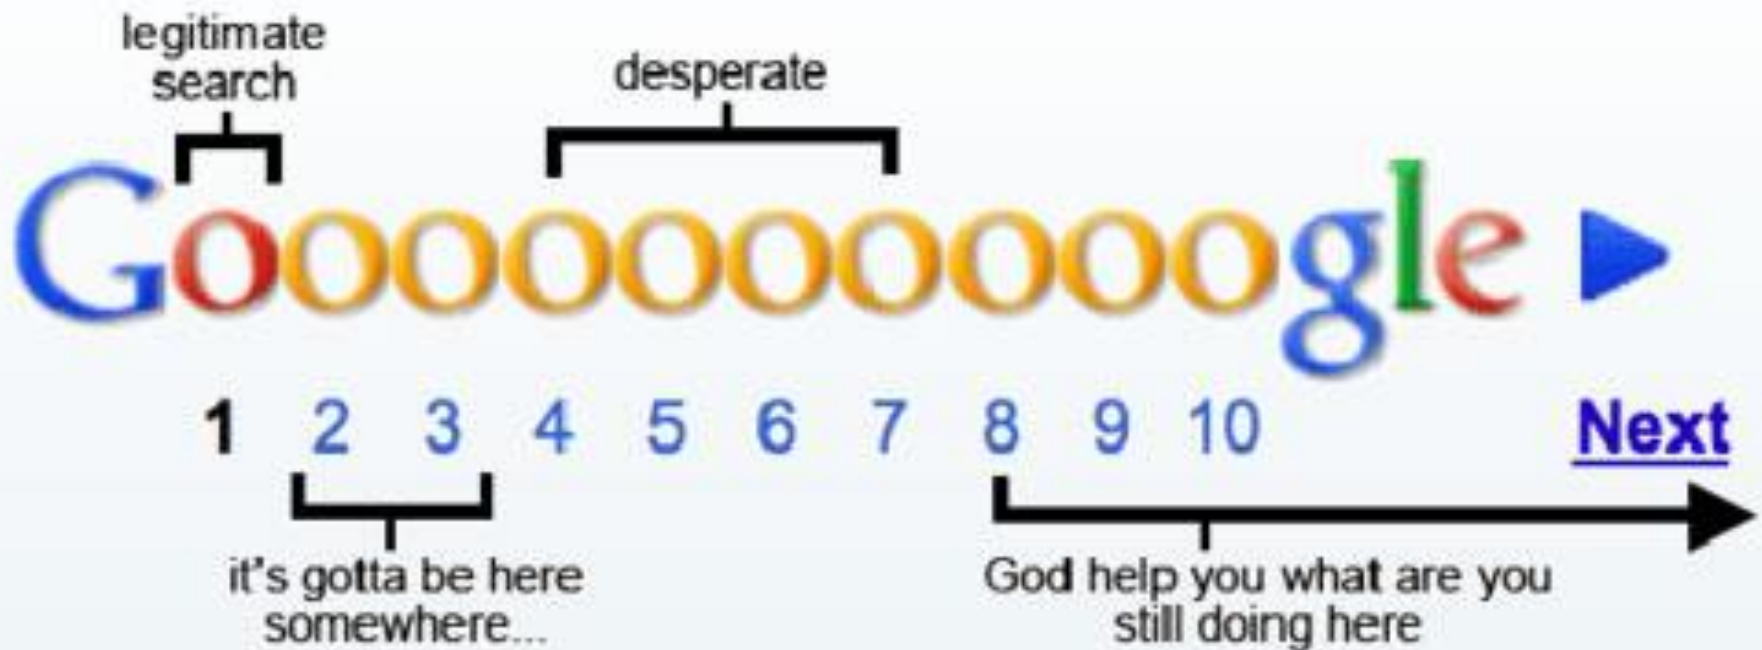 legitimate
search
desperate
Goooooooooogle
1 2 3 4 5 6 7 8 9 10 Next
it's gotta be here
somewhere...
God help you what are you
still doing here